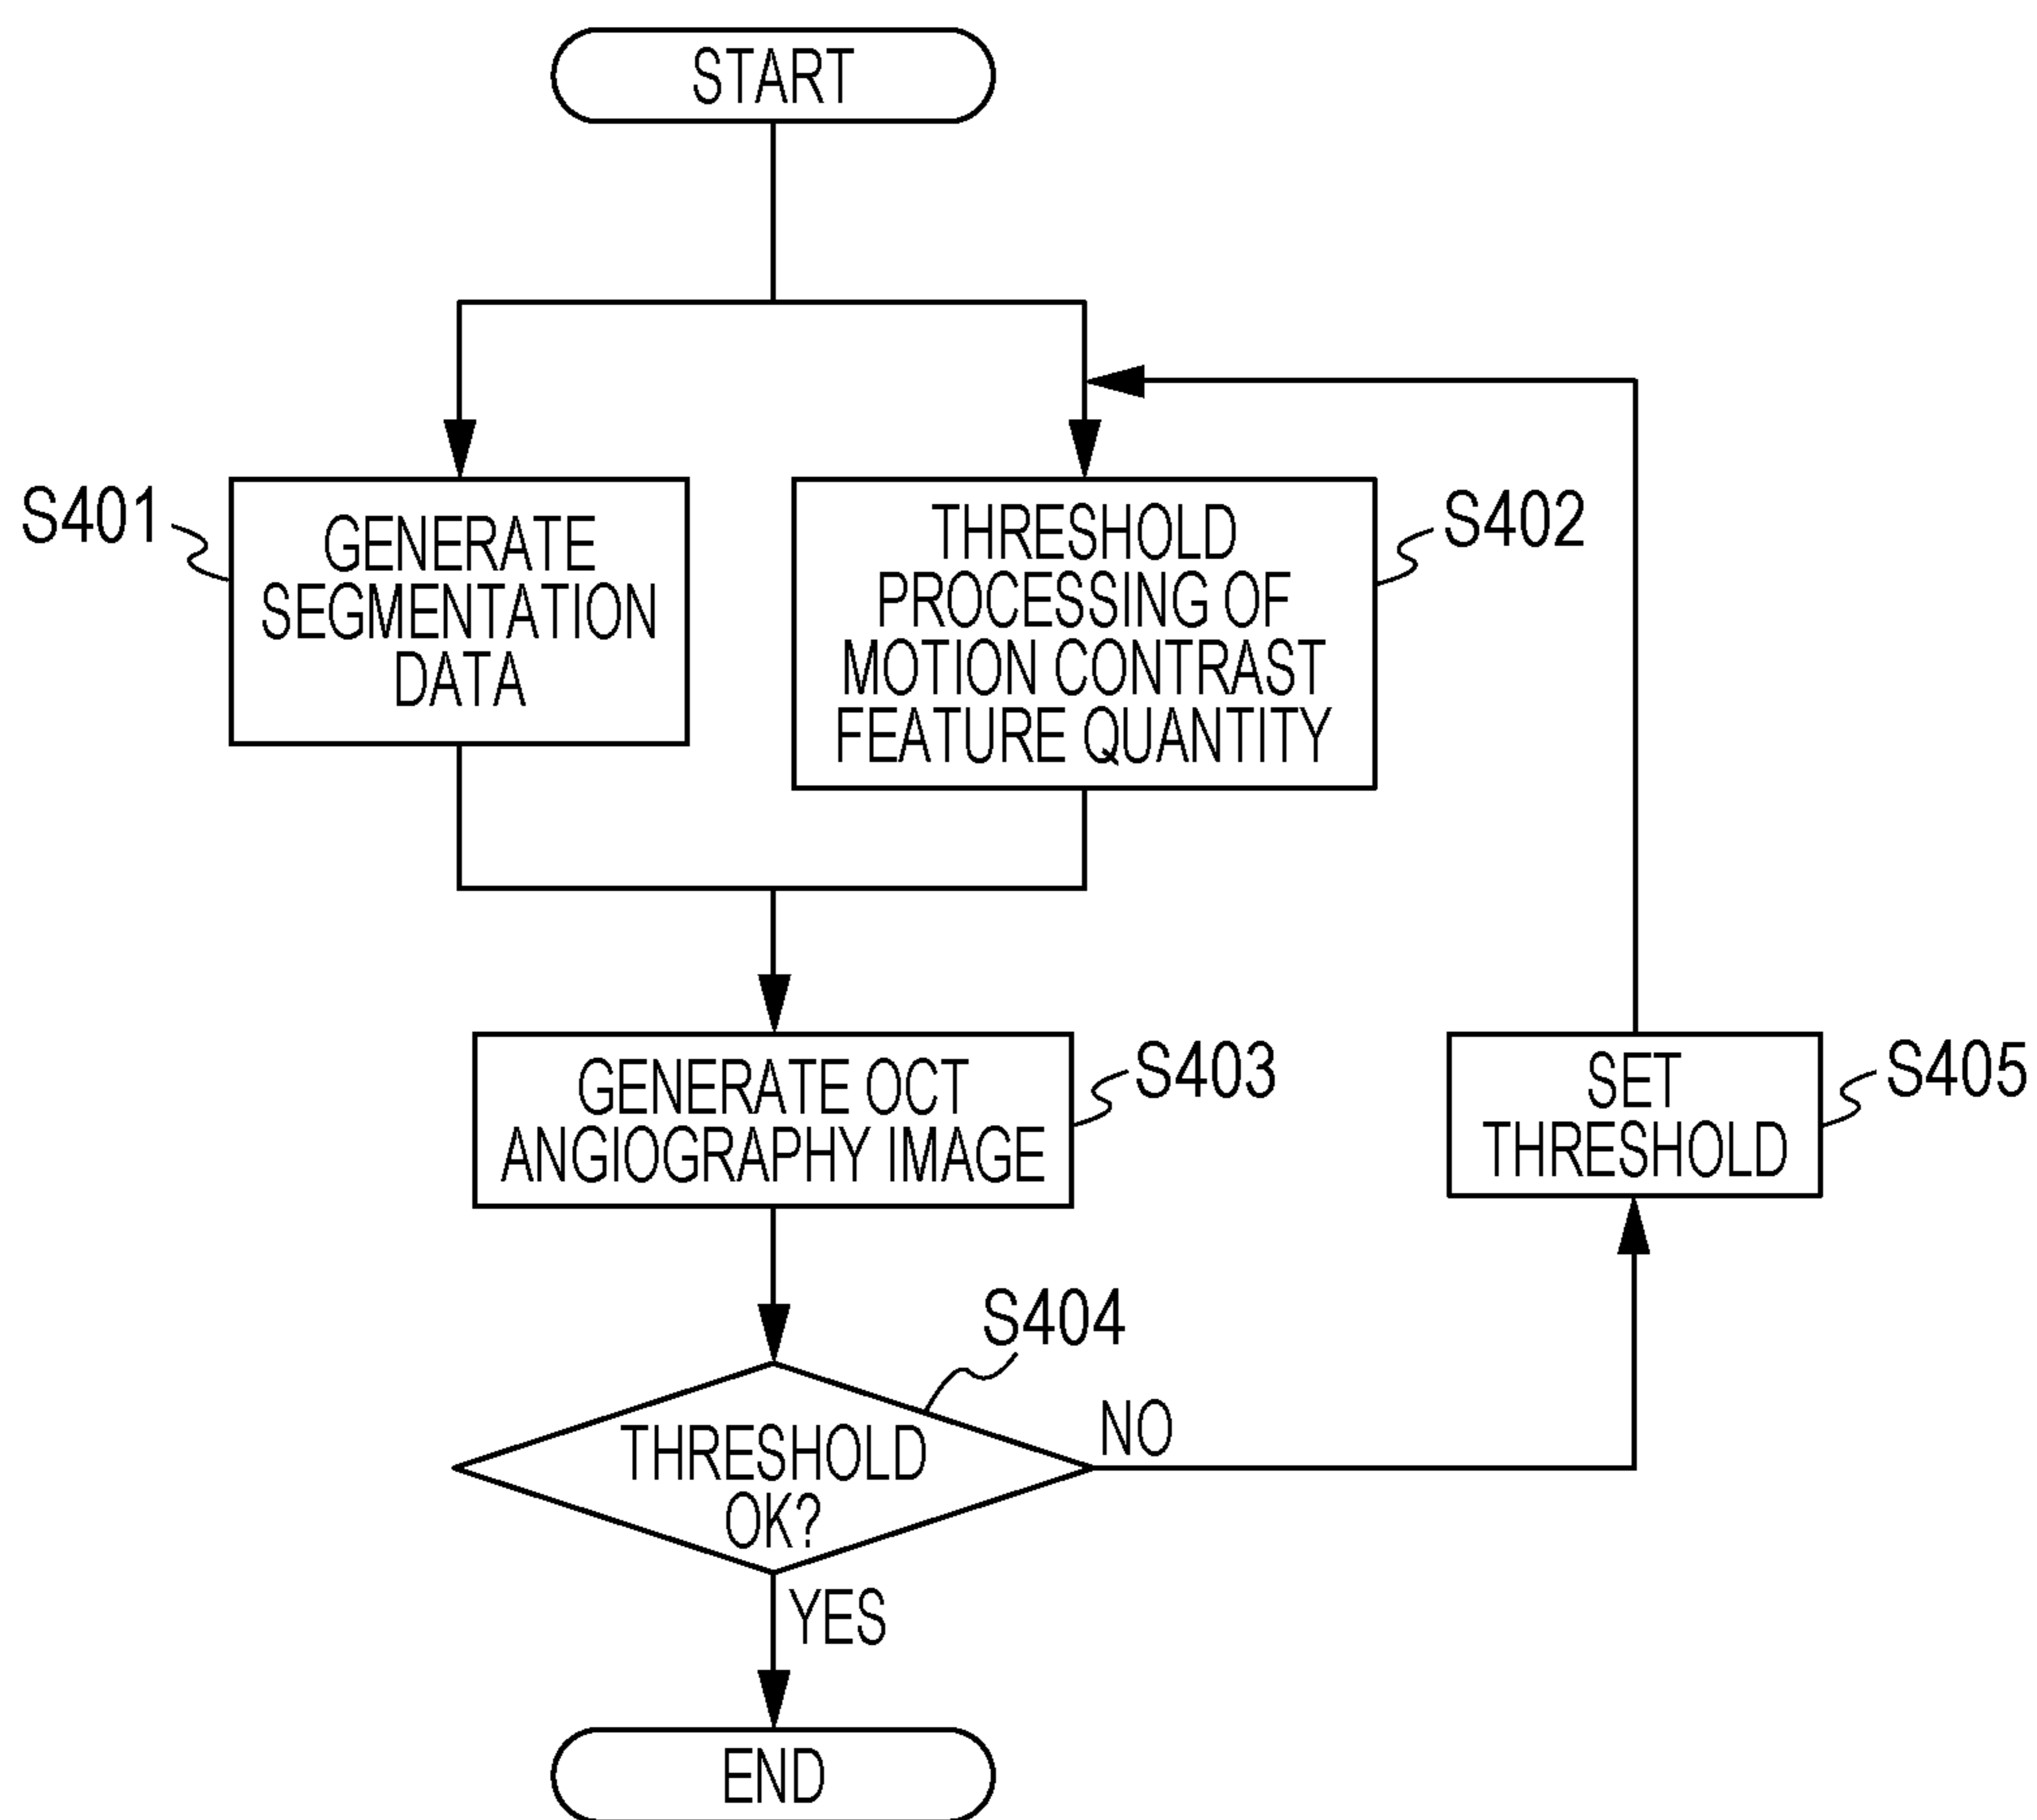 START
S401
GENERATE
SEGMENTATION
DATA
THRESHOLD
PROCESSING OF
MOTION CONTRAST
FEATURE QUANTITY
S402
GENERATE OCT
ANGIOGRAPHY IMAGE
S403
SET
THRESHOLD
S405
S404
THRESHOLD
OK?
NO
YES
END